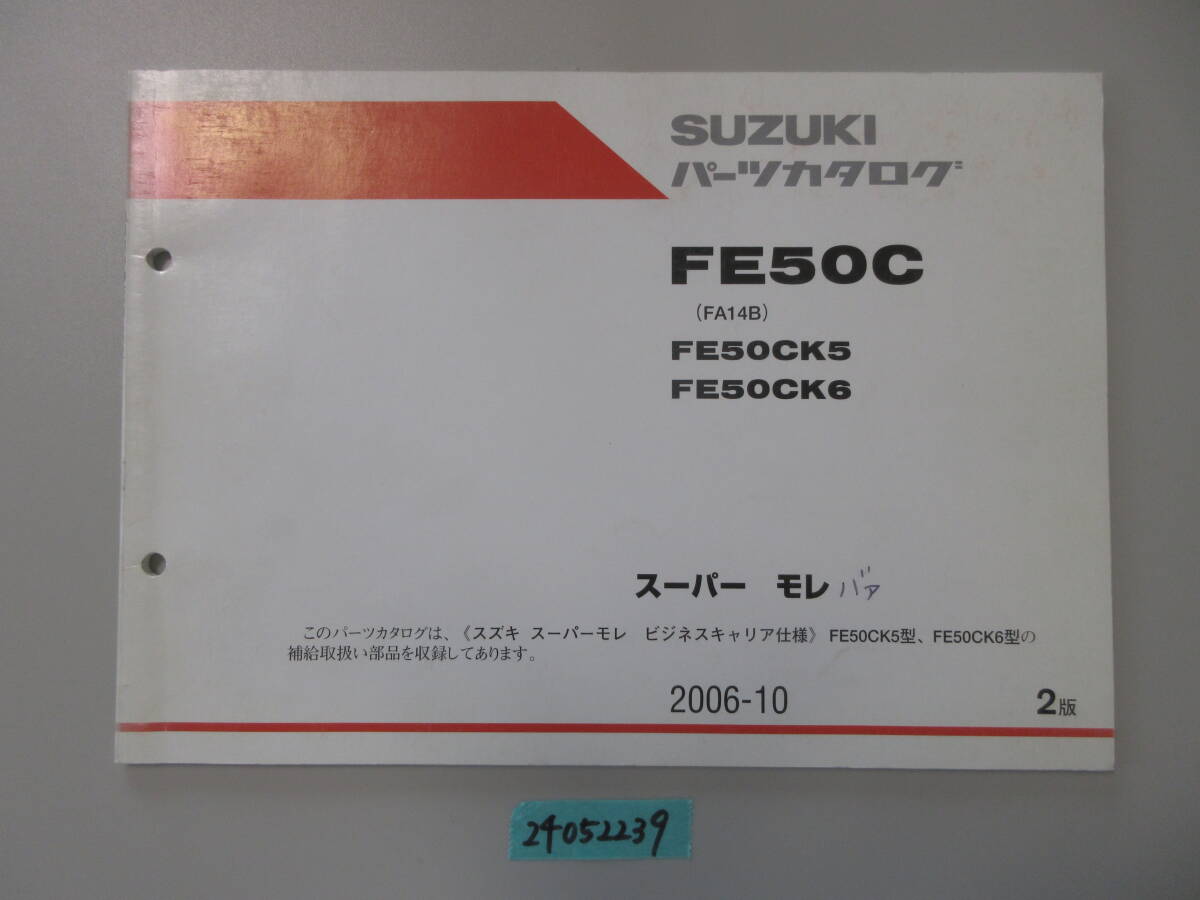 SUZUKI
パーツカタログ
FE50C
(FA14B)
FE50CK5
FE50CK6
スーパー モレ バァ
このパーツカタログは、《スズキ スーパーモレ ビジネスキャリア仕様》 FE50CK5型、FE50CK6型の
補給取扱い部品を収録してあります。
2006-10 2版
24052239